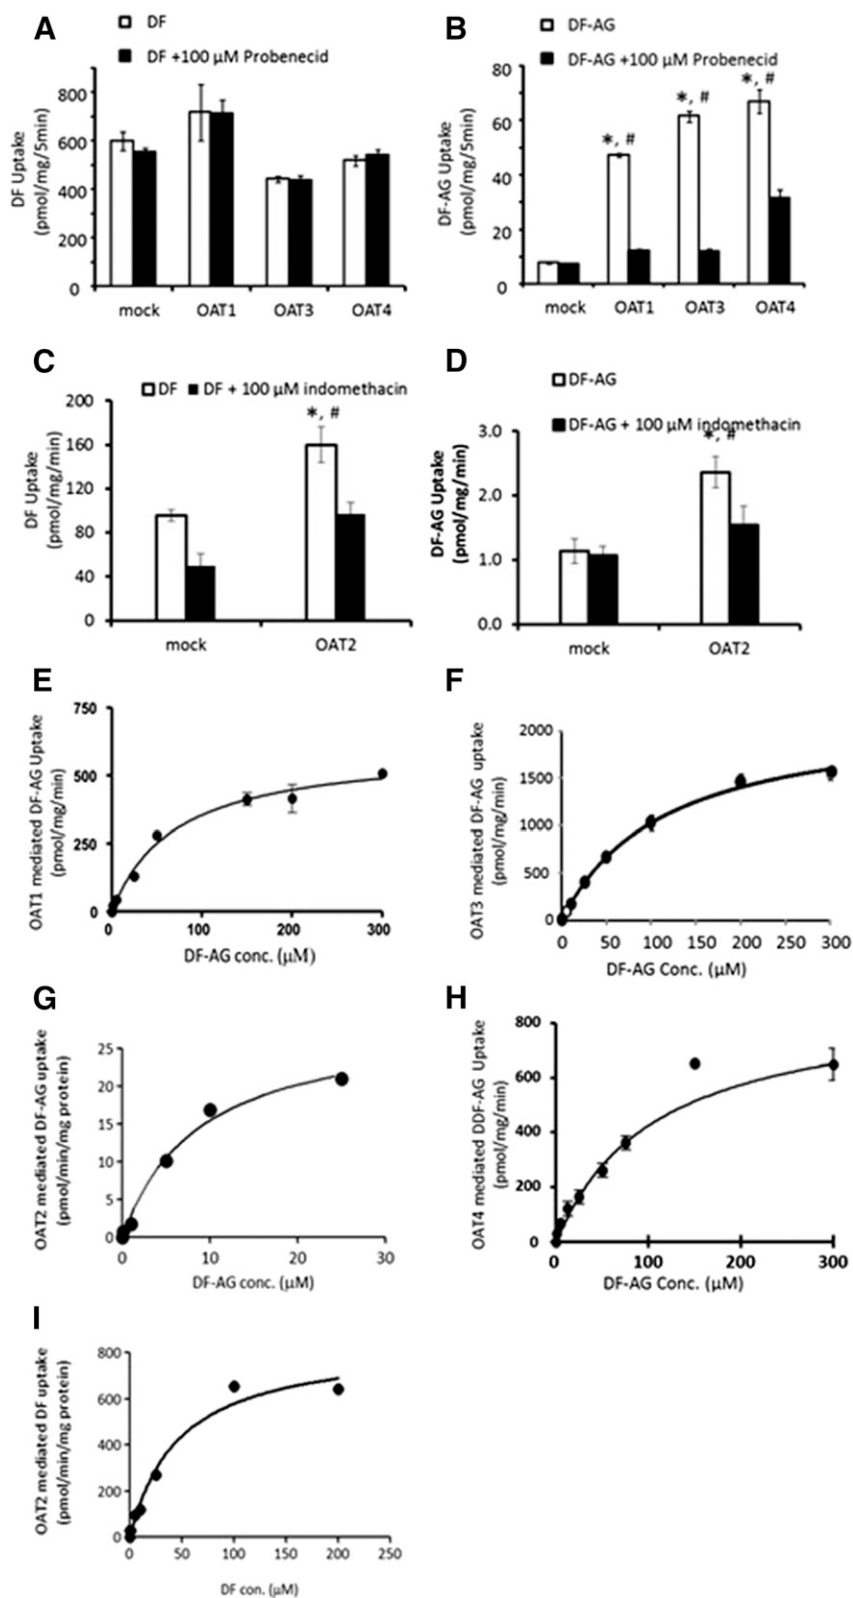 A
DF
DF +100 µM Probenecid
DF Uptake
(pmol/mg/5min)
800
600
400
200
0
mock OAT1 OAT3 OAT4
B
DF-AG
DF-AG +100 µM Probenecid
DF-AG Uptake
(pmol/mg/5min)
80
60
40
20
0
*, #
*, #
*, #
mock OAT1 OAT3 OAT4
C
DF DF + 100 µM indomethacin
DF Uptake
(pmol/mg/min)
200
160
120
80
40
0
*, #
mock OAT2
D
DF-AG
DF-AG + 100 µM indomethacin
DF-AG Uptake
(pmol/mg/min)
3.0
2.0
1.0
0.0
*, #
mock OAT2
E
OAT1 mediated DF-AG Uptake
(pmol/mg/min)
750
500
250
0
0 100 200 300
DF-AG conc. (µM)
F
OAT3 mediated DF-AG uptake
(pmol/mg/min)
2000
1500
1000
500
0
0 50 100 150 200 250 300
DF-AG Conc. (µM)
G
OAT2 mediated DF-AG uptake
(pmol/min/mg protein)
25
20
15
10
5
0
0 10 20 30
DF-AG conc. (µM)
H
OAT4 mediated DDF-AG Uptake
(pmol/mg/min)
800
600
400
200
0
0 100 200 300
DF-AG Conc. (µM)
I
OAT2 mediated DF uptake
(pmol/min/mg protein)
800
600
400
200
0
0 50 100 150 200 250
DF con. (µM)